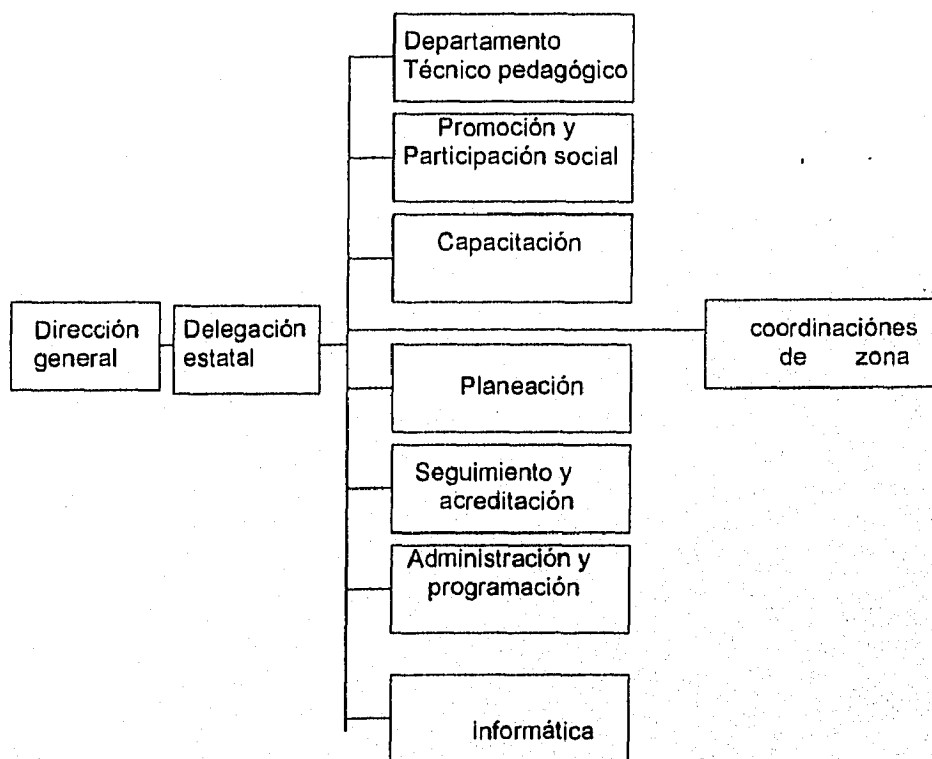 Departamento
Técnico pedagógico
Promoción y
Participación social
Capacitación
Dirección
general
Delegación
estatal
coordinaciónes
de zona
Planeación
Seguimiento y
acreditación
Administración y
programación
informática